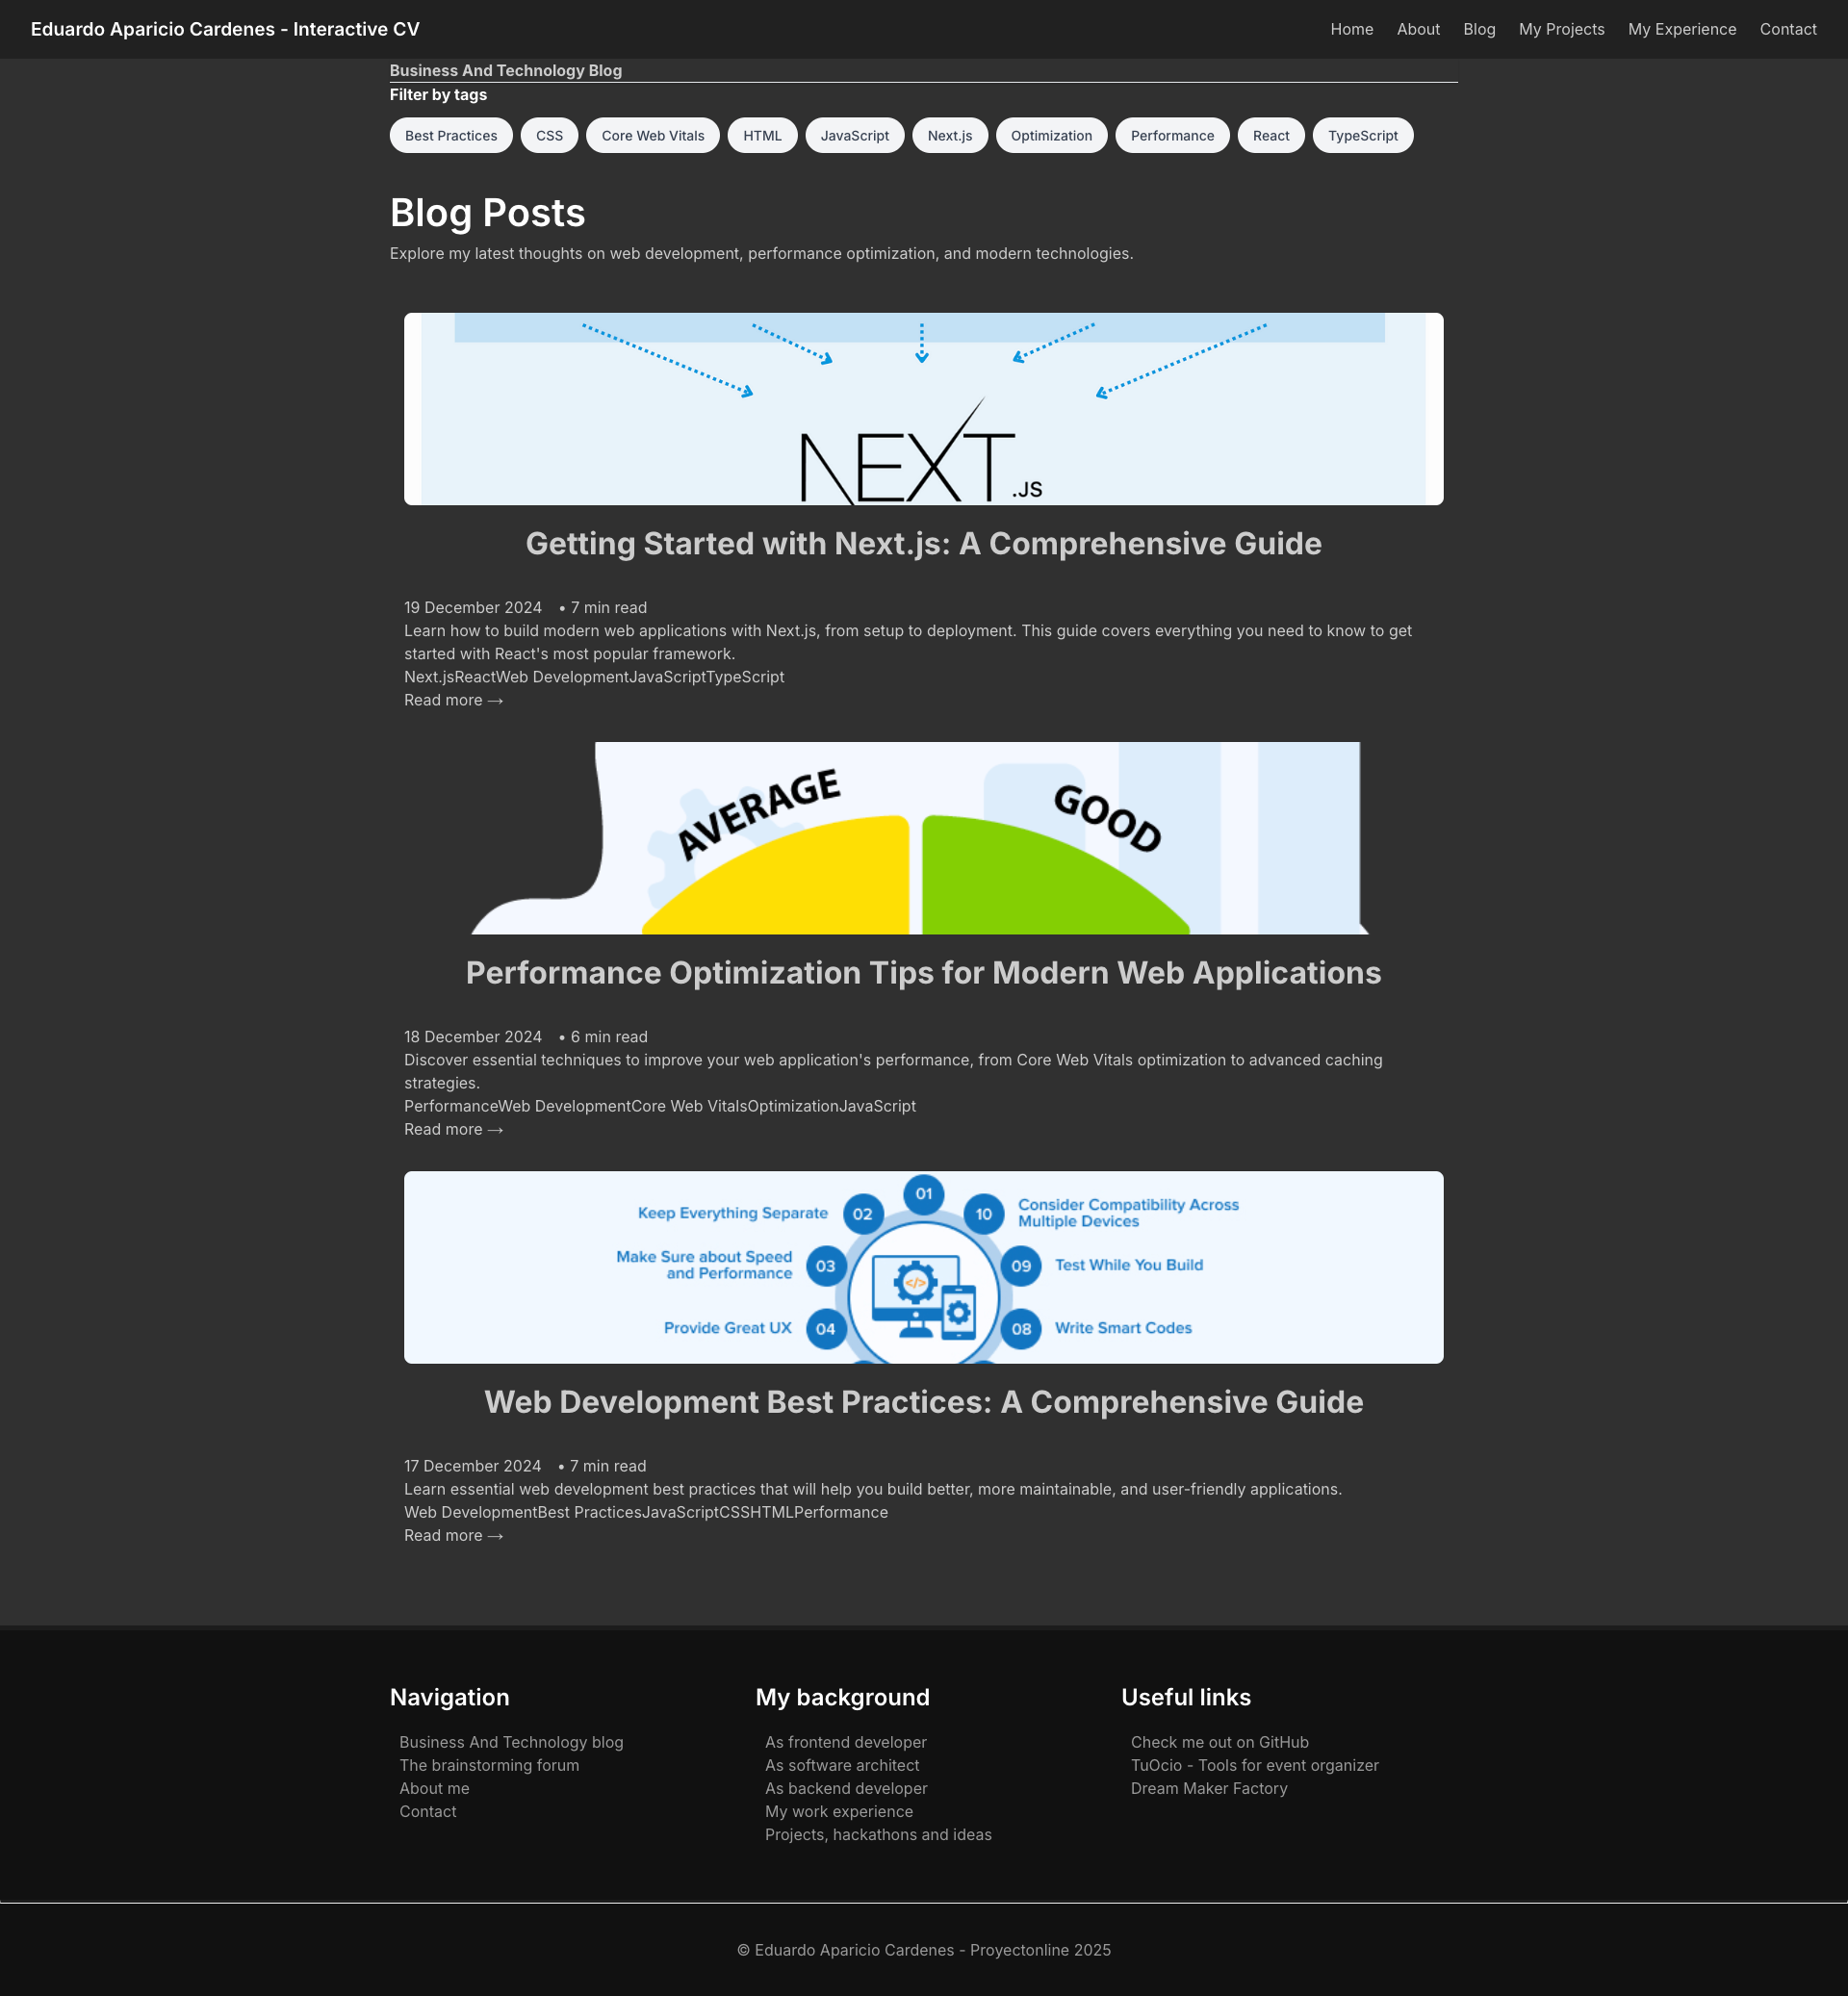 Eduardo Aparicio Cardenes - Interactive CV
Home About Blog My Projects My Experience Contact
Business And Technology Blog
Filter by tags
Best Practices CSS Core Web Vitals HTML JavaScript Next.js Optimization Performance React TypeScript
Blog Posts
Explore my latest thoughts on web development, performance optimization, and modern technologies.
NEXT.JS
Getting Started with Next.js: A Comprehensive Guide
19 December 2024 • 7 min read
Learn how to build modern web applications with Next.js, from setup to deployment. This guide covers everything you need to know to get
started with React's most popular framework.
Next.jsReactWeb DevelopmentJavaScriptTypeScript
Read more →
AVERAGE GOOD
Performance Optimization Tips for Modern Web Applications
18 December 2024 • 6 min read
Discover essential techniques to improve your web application's performance, from Core Web Vitals optimization to advanced caching
strategies.
PerformanceWeb DevelopmentCore Web VitalsOptimizationJavaScript
Read more →
01
Keep Everything Separate 02
10 Consider Compatibility Across
Multiple Devices
Make Sure about Speed
and Performance 03
09 Test While You Build
Provide Great UX 04
08 Write Smart Codes
</>
Web Development Best Practices: A Comprehensive Guide
17 December 2024 • 7 min read
Learn essential web development best practices that will help you build better, more maintainable, and user-friendly applications.
Web DevelopmentBest PracticesJavaScriptCSSHTMLPerformance
Read more →
Navigation
Business And Technology blog
The brainstorming forum
About me
Contact
My background
As frontend developer
As software architect
As backend developer
My work experience
Projects, hackathons and ideas
Useful links
Check me out on GitHub
TuOcio - Tools for event organizer
Dream Maker Factory
© Eduardo Aparicio Cardenes - Proyectonline 2025